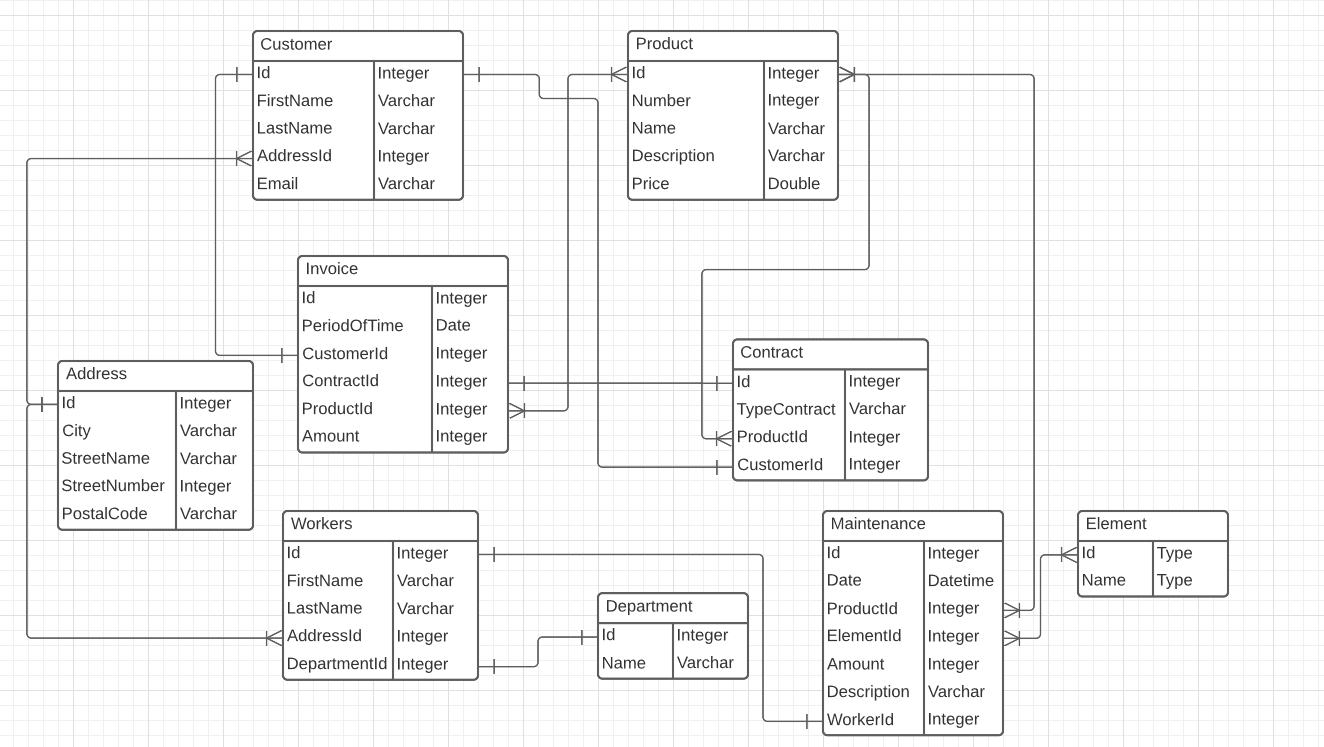 Customer
Id Integer
FirstName Varchar
LastName Varchar
AddressId Integer
Email Varchar
Product
Id Integer
Number Integer
Name Varchar
Description Varchar
Price Double
Invoice
Id Integer
PeriodOfTime Date
CustomerId Integer
ContractId Integer
ProductId Integer
Amount Integer
Contract
Id Integer
TypeContract Varchar
ProductId Integer
CustomerId Integer
Address
Id Integer
City Varchar
StreetName Varchar
StreetNumber Integer
PostalCode Varchar
Workers
Id Integer
FirstName Varchar
LastName Varchar
AddressId Integer
DepartmentId Integer
Department
Id Integer
Name Varchar
Maintenance
Id Integer
Date Datetime
ProductId Integer
ElementId Integer
Amount Integer
Description Varchar
WorkerId Integer
Element
Id Type
Name Type